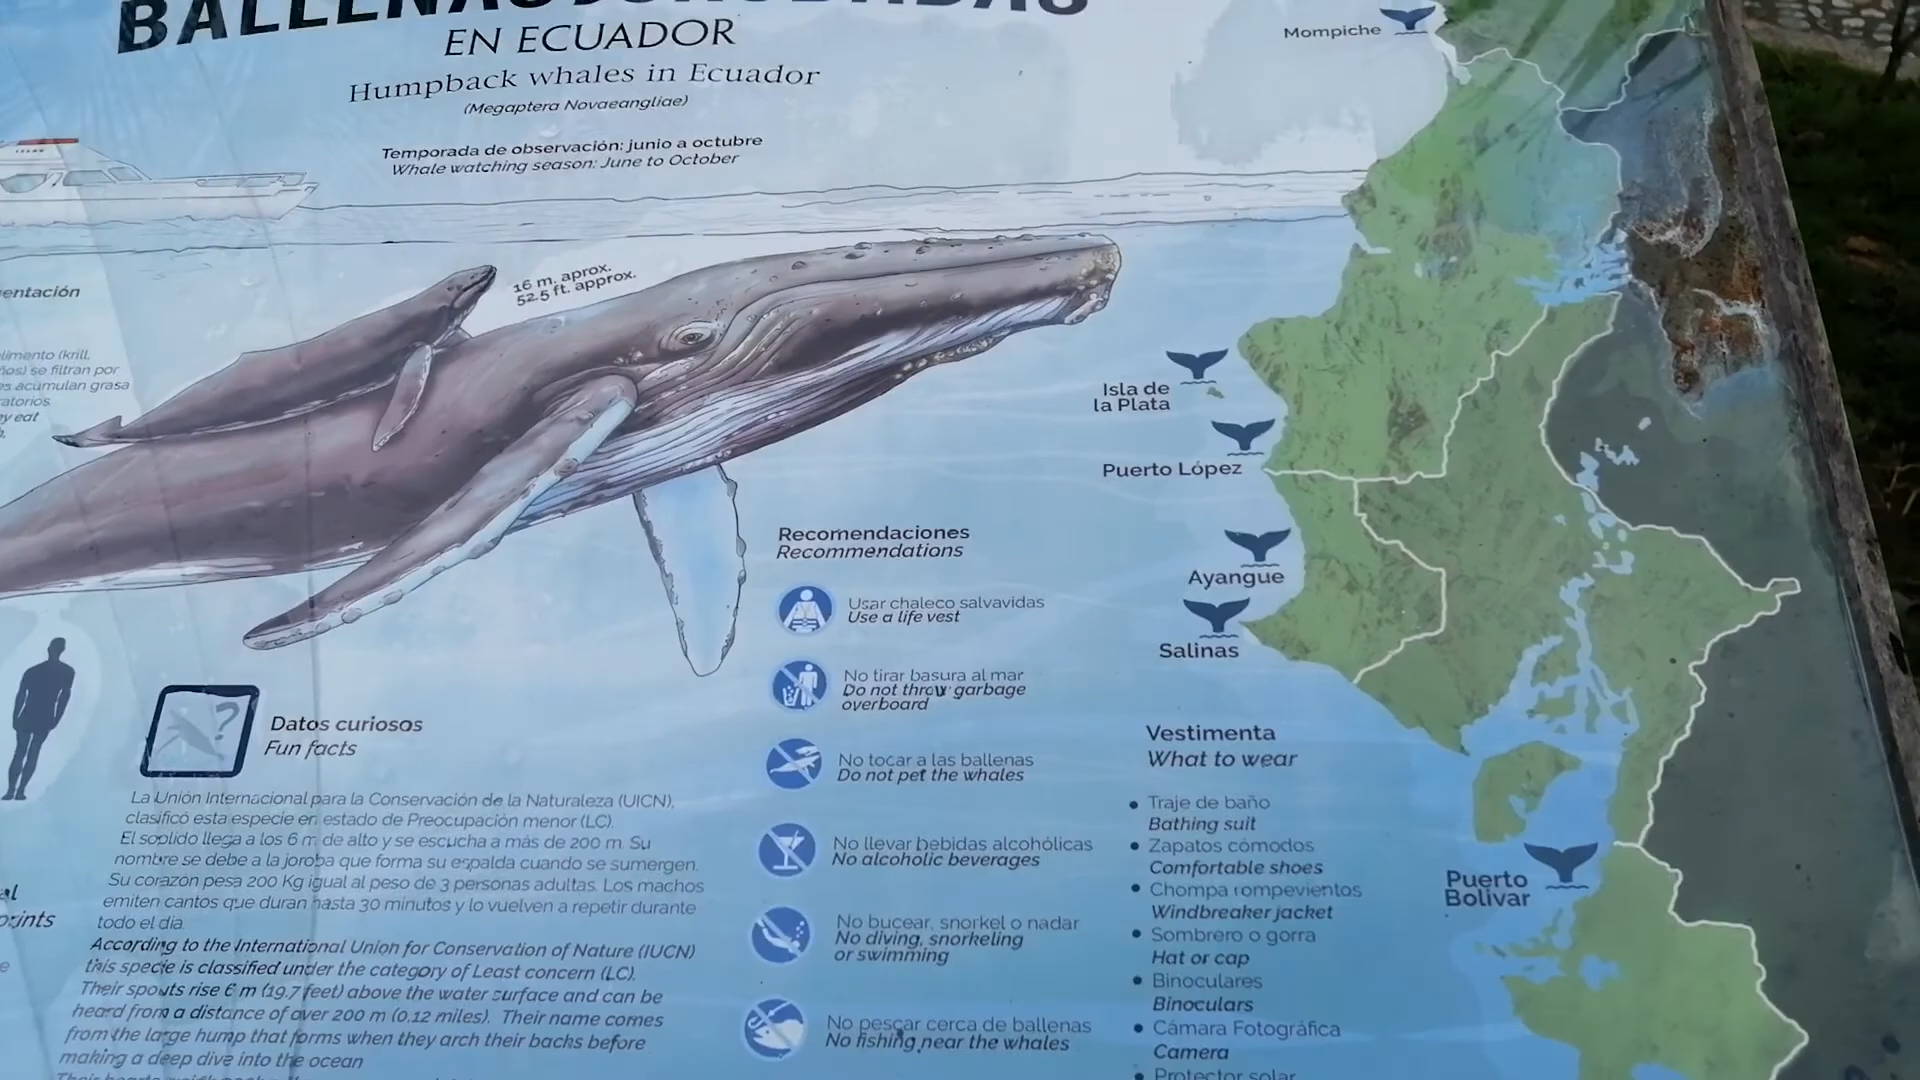 BALLENAS JOROBADAS
EN ECUADOR
Humpback whales in Ecuador
(Megaptera Novaeangliae)
Temporada de observación: junio a octubre
Whale watching season: June to October
16 m. aprox.
52.5 ft. approx.
Mompiche
Isla de
la Plata
Puerto López
Ayangue
Salinas
Puerto
Bolívar
Recomendaciones
Recommendations
Usar chaleco salvavidas
Use a life vest
No tirar basura al mar
Do not throw garbage
overboard
No tocar a las ballenas
Do not pet the whales
No llevar bebidas alcohólicas
No alcoholic beverages
No bucear, snorkel o nadar
No diving, snorkeling
or swimming
No pescar cerca de ballenas
No fishing near the whales
Vestimenta
What to wear
• Traje de baño
Bathing suit
• Zapatos cómodos
Comfortable shoes
• Chompa rompevientos
Windbreaker jacket
• Sombrero o gorra
Hat or cap
• Binoculares
Binoculars
• Cámara Fotográfica
Camera
• Protector solar
Datos curiosos
Fun facts
La Unión Internacional para la Conservación de la Naturaleza (UICN),
clasificó esta especie en estado de Preocupación menor (LC).
El soplido llega a los 6 m de alto y se escucha a más de 200 m. Su
nombre se debe a la joroba que forma su espalda cuando se sumergen.
Su corazón pesa 200 Kg igual al peso de 3 personas adultas. Los machos
emiten cantos que duran hasta 30 minutos y lo vuelven a repetir durante
todo el día.
According to the International Union for Conservation of Nature (IUCN)
this specie is classified under the category of Least concern (LC).
Their spouts rise 6 m (19.7 feet) above the water surface and can be
heard from a distance of over 200 m (0.12 miles). Their name comes
from the large hump that forms when they arch their backs before
making a deep dive into the ocean